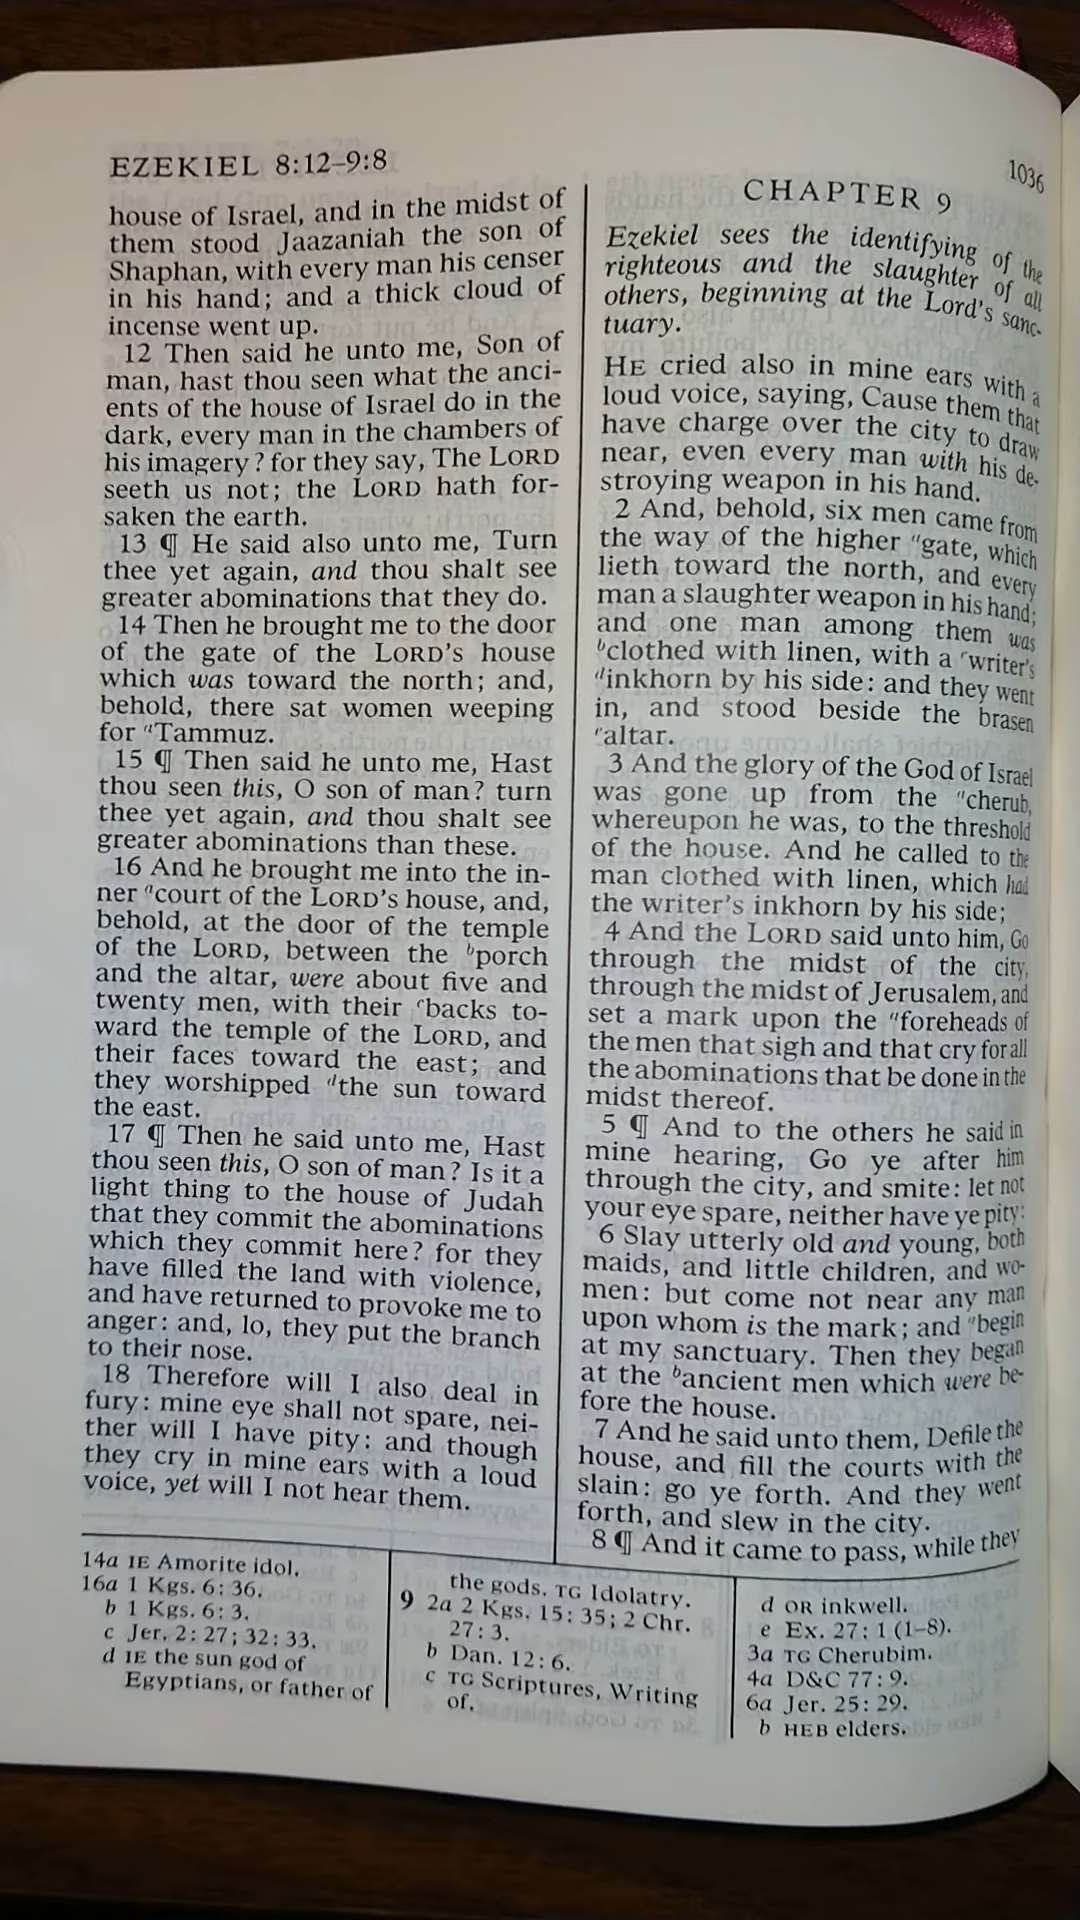 EZEKIEL 8:12–9:8
1036
house of Israel, and in the midst of
them stood Jaazaniah the son of
Shaphan, with every man his censer
in his hand; and a thick cloud of
incense went up.
12 Then said he unto me, Son of
man, hast thou seen what the anci-
ents of the house of Israel do in the
dark, every man in the chambers of
his imagery? for they say, The LORD
seeth us not; the LORD hath for-
saken the earth.
13 ¶ He said also unto me, Turn
thee yet again, and thou shalt see
greater abominations that they do.
14 Then he brought me to the door
of the gate of the LORD'S house
which was toward the north; and,
behold, there sat women weeping
for aTammuz.
15 ¶ Then said he unto me, Hast
thou seen this, O son of man? turn
thee yet again, and thou shalt see
greater abominations than these.
16 And he brought me into the in-
ner acourt of the LORD'S house, and,
behold, at the door of the temple
of the LORD, between the bporch
and the altar, were about five and
twenty men, with their cbacks to-
ward the temple of the LORD, and
their faces toward the east; and
they worshipped dthe sun toward
the east.
17 ¶ Then he said unto me, Hast
thou seen this, O son of man? Is it a
light thing to the house of Judah
that they commit the abominations
which they commit here? for they
have filled the land with violence,
and have returned to provoke me to
anger: and, lo, they put the branch
to their nose.
18 Therefore will I also deal in
fury: mine eye shall not spare, nei-
ther will I have pity: and though
they cry in mine ears with a loud
voice, yet will I not hear them.
CHAPTER 9
Ezekiel sees the identifying of the
righteous and the slaughter of all
others, beginning at the Lord's sanc-
tuary.
HE cried also in mine ears with a
loud voice, saying, Cause them that
have charge over the city to draw
near, even every man with his de-
stroying weapon in his hand.
2 And, behold, six men came from
the way of the higher agate, which
lieth toward the north, and every
man a slaughter weapon in his hand;
and one man among them was
bclothed with linen, with a cwriter's
dinkhorn by his side: and they went
in, and stood beside the brasen
ealtar.
3 And the glory of the God of Israel
was gone up from the acherub,
whereupon he was, to the threshold
of the house. And he called to the
man clothed with linen, which had
the writer's inkhorn by his side;
4 And the LORD said unto him, Go
through the midst of the city,
through the midst of Jerusalem, and
set a mark upon the aforeheads of
the men that sigh and that cry for all
the abominations that be done in the
midst thereof.
5 ¶ And to the others he said in
mine hearing, Go ye after him
through the city, and smite: let not
your eye spare, neither have ye pity:
6 Slay utterly old and young, both
maids, and little children, and wo-
men: but come not near any man
upon whom is the mark; and abegin
at my sanctuary. Then they began
at the bancient men which were be-
fore the house.
7 And he said unto them, Defile the
house, and fill the courts with the
slain: go ye forth. And they went
forth, and slew in the city.
8 ¶ And it came to pass, while they
14a IE Amorite idol.
16a 1 Kgs. 6:36.
b 1 Kgs. 6:3.
c Jer. 2:27; 32:33.
d IE the sun god of
Egyptians, or father of
the gods. TG Idolatry.
9 2a 2 Kgs. 15:35; 2 Chr.
27:3.
b Dan. 12:6.
c TG Scriptures, Writing
of.
d OR inkwell.
e Ex. 27:1 (1–8).
3a TG Cherubim.
4a D&C 77:9.
6a Jer. 25:29.
b HEB elders.